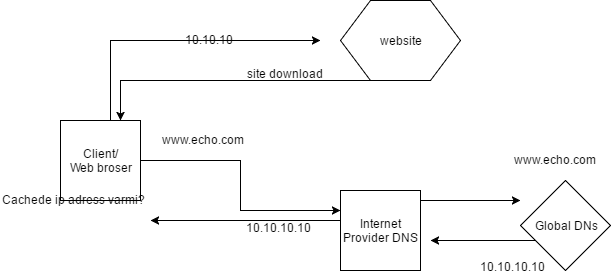 10.10.10
website
site download
Client/
Web broser
www.echo.com
www.echo.com
Cachede ip adress varmi?
10.10.10.10
Internet
Provider DNS
Global DNs
10.10.10.10